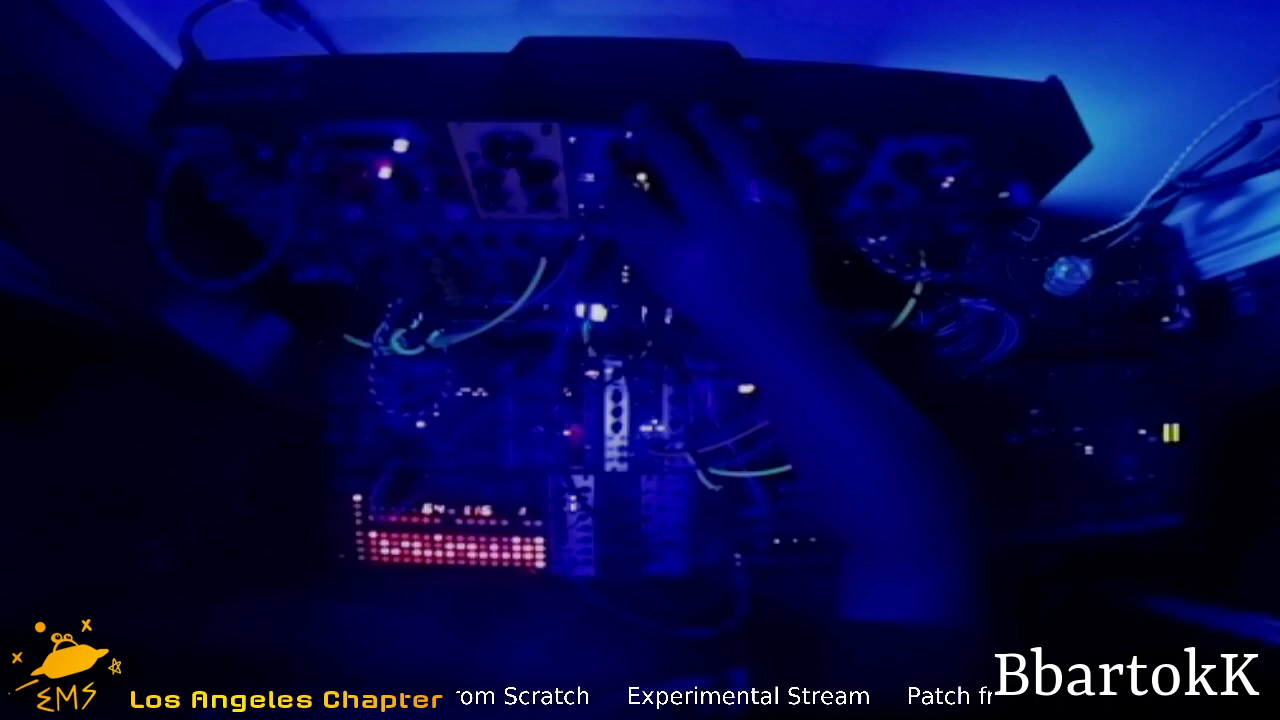 BbartokK
EMS
Los Angeles Chapter
rom Scratch Experimental Stream Patch fr